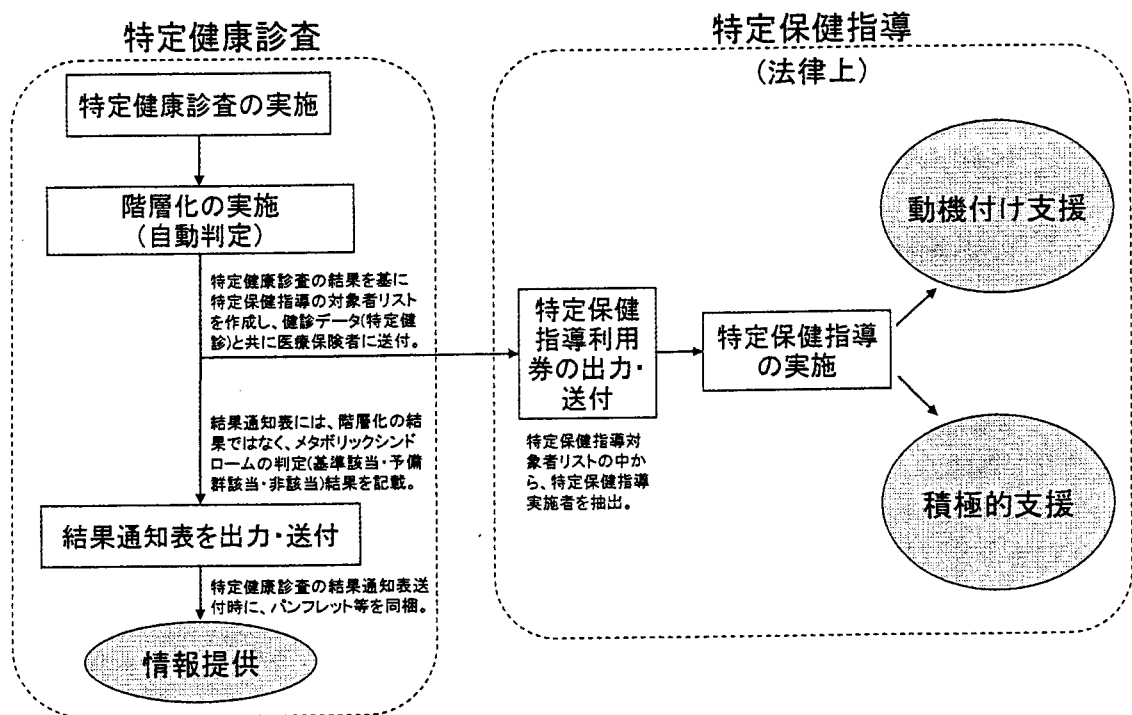 特定健康診査
特定健康診査の実施
階層化の実施
(自動判定)
特定健康診査の結果を基に
特定保健指導の対象者リスト
を作成し、健診データ(特定健
診)と共に医療保険者に送付。
結果通知表には、階層化の結
果ではなく、メタボリックシンド
ロームの判定(基準該当・予備
群該当・非該当)結果を記載。
結果通知表を出力・送付
特定健康診査の結果通知表送
付時に、パンフレット等を同梱。
情報提供
特定保健指導
(法律上)
特定保健
指導利用
券の出力・
送付
特定保健指導対
象者リストの中か
ら、特定保健指導
実施者を抽出。
特定保健指導
の実施
動機付け支援
積極的支援